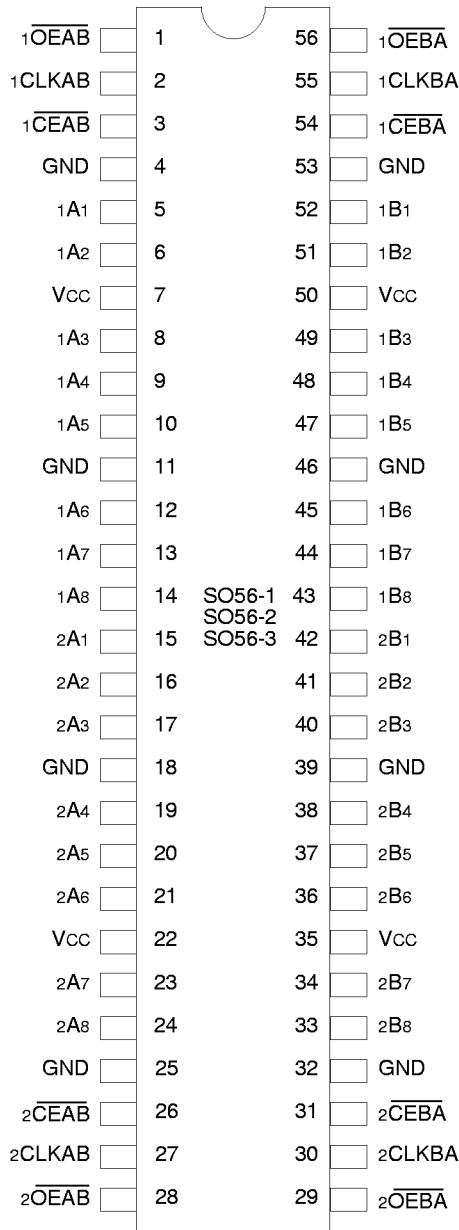 1OEAB 1 56 1OEBA
1CLKAB 2 55 1CLKBA
1CEAB 3 54 1CEBA
GND 4 53 GND
1A1 5 52 1B1
1A2 6 51 1B2
VCC 7 50 VCC
1A3 8 49 1B3
1A4 9 48 1B4
1A5 10 47 1B5
GND 11 46 GND
1A6 12 45 1B6
1A7 13 44 1B7
1A8 14 SO56-1 43 1B8
SO56-2
2A1 15 SO56-3 42 2B1
2A2 16 41 2B2
2A3 17 40 2B3
GND 18 39 GND
2A4 19 38 2B4
2A5 20 37 2B5
2A6 21 36 2B6
VCC 22 35 VCC
2A7 23 34 2B7
2A8 24 33 2B8
GND 25 32 GND
2CEAB 26 31 2CEBA
2CLKAB 27 30 2CLKBA
2OEAB 28 29 2OEBA